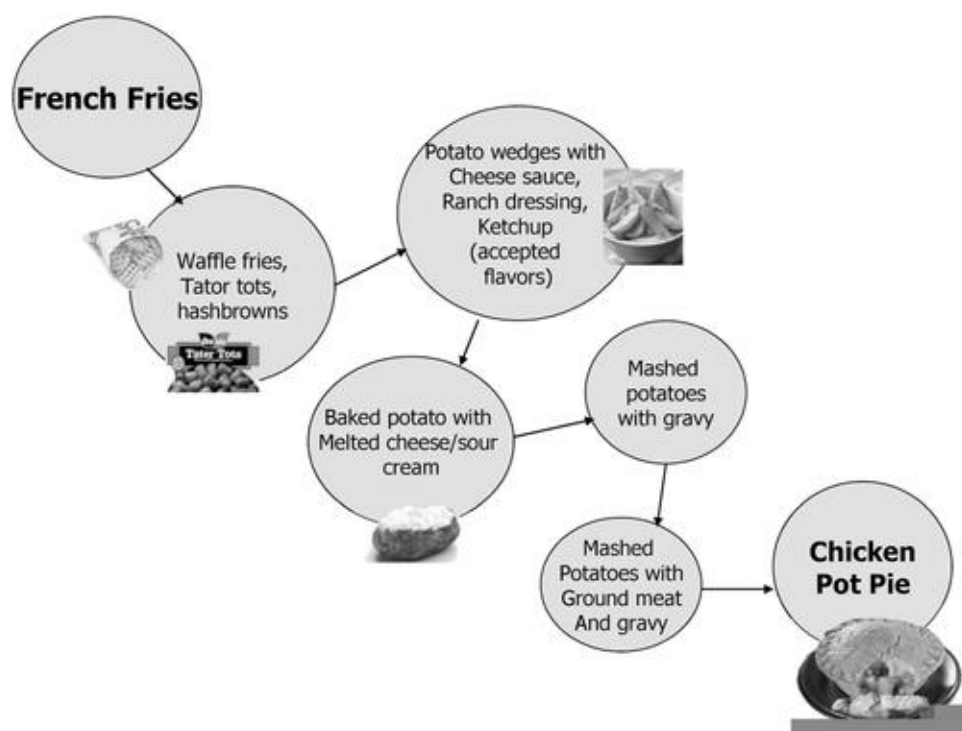 French Fries
Potato wedges with
Cheese sauce,
Ranch dressing,
Ketchup
(accepted
flavors)
Waffle fries,
Tator tots,
hashbrowns
Tater Tots
Baked potato with
Melted cheese/sour
cream
Mashed
potatoes
with gravy
Mashed
Potatoes with
Ground meat
And gravy
Chicken
Pot Pie